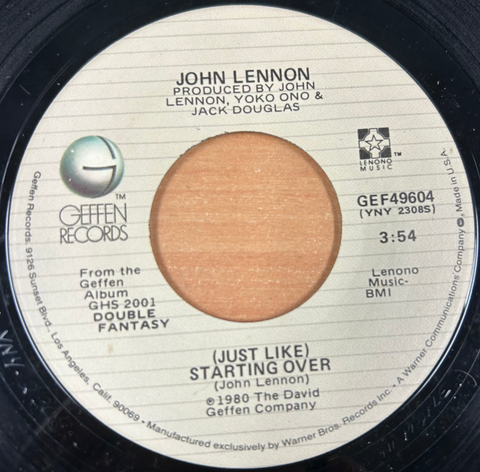 JOHN LENNON
PRODUCED BY JOHN
LENNON, YOKO ONO &
JACK DOUGLAS
G
TM
GEFFEN
RECORDS
LENONO
MUSIC
TM
GEF49604
(YNY 2308S)
3:54
From the
Geffen
Album
GHS 2001
DOUBLE
FANTASY
Lenono
Music-
BMI
(JUST LIKE)
STARTING OVER
(John Lennon)
℗1980 The David
Geffen Company
Geffen Records, 9126 Sunset Blvd., Los Angeles, Calif. 90069 - Manufactured exclusively by Warner Bros. Records Inc. - A Warner Communications Company, Made in U.S.A.